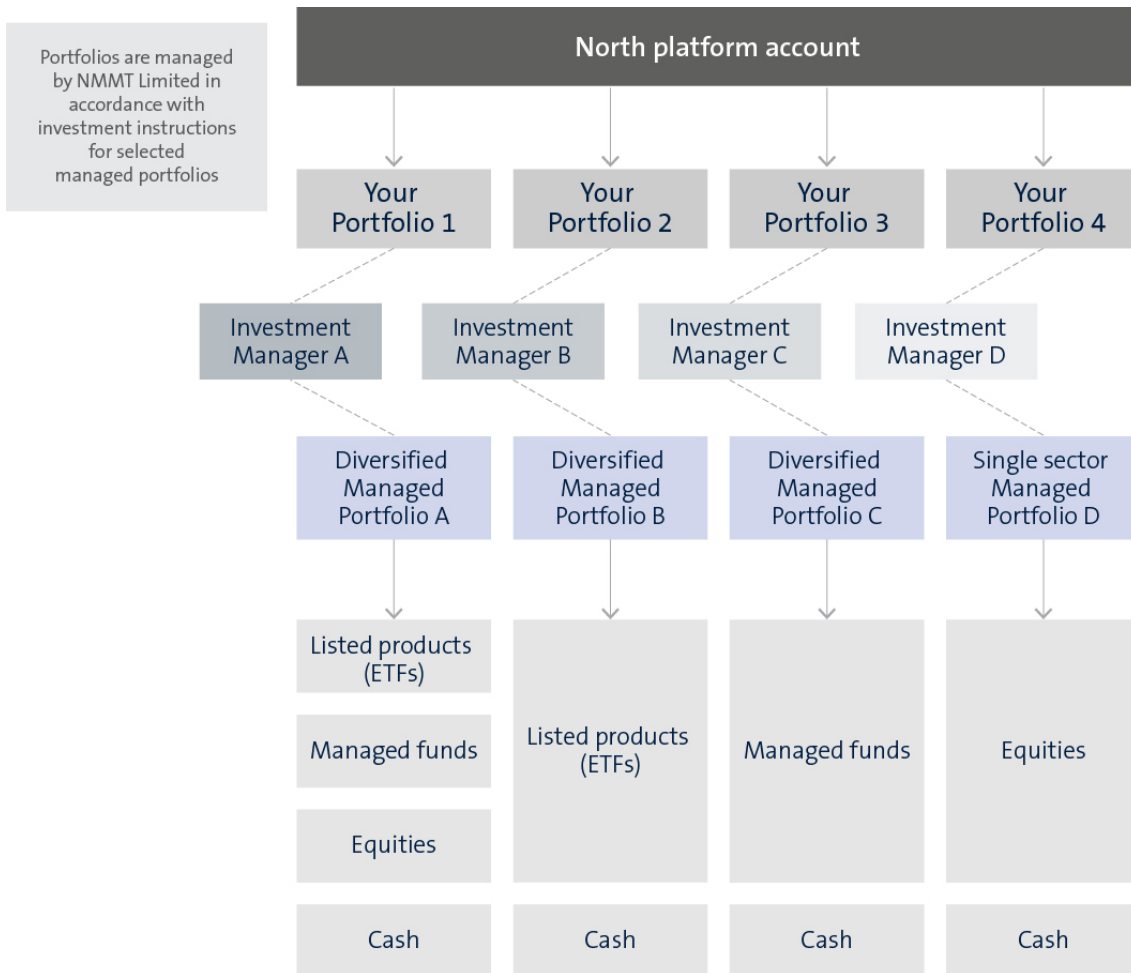 Portfolios are managed
by NMMT Limited in
accordance with
investment instructions
for selected
managed portfolios
North platform account
Your
Portfolio 1
Your
Portfolio 2
Your
Portfolio 3
Your
Portfolio 4
Investment
Manager A
Investment
Manager B
Investment
Manager C
Investment
Manager D
Diversified
Managed
Portfolio A
Diversified
Managed
Portfolio B
Diversified
Managed
Portfolio C
Single sector
Managed
Portfolio D
Listed products
(ETFs)
Managed funds
Equities
Listed products
(ETFs)
Managed funds
Equities
Cash
Cash
Cash
Cash